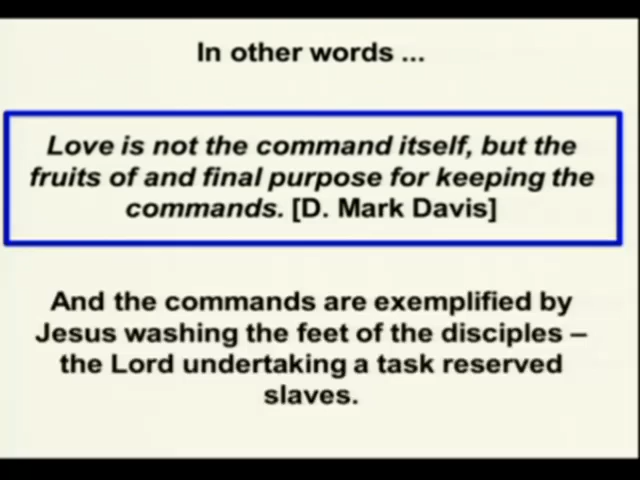 In other words ...
Love is not the command itself, but the
fruits of and final purpose for keeping the
commands. [D. Mark Davis]
And the commands are exemplified by
Jesus washing the feet of the disciples –
the Lord undertaking a task reserved
slaves.